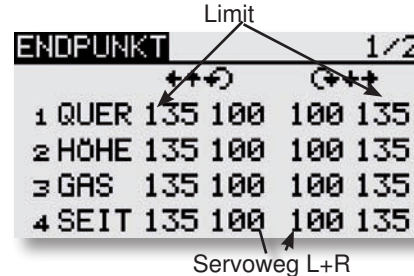 Limit
ENDPUNKT 1/2
1 QUER 135 100 100 135
2 HÖHE 135 100 100 135
3 GAS 135 100 100 135
4 SEIT 135 100 100 135
Servoweg L+R